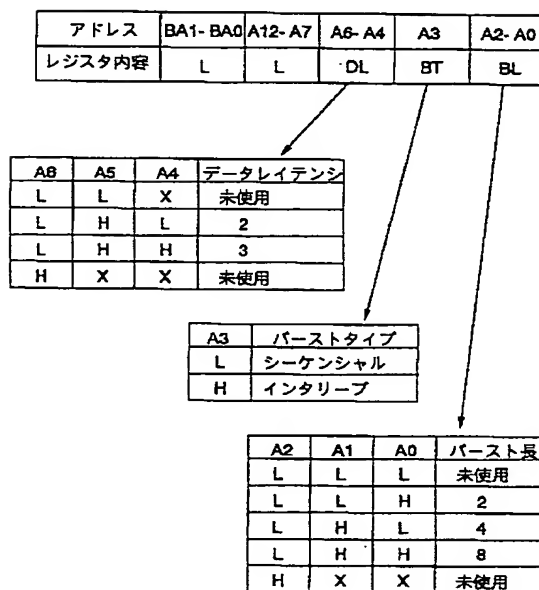 アドレス BA1- BA0 A12- A7 A6- A4 A3 A2- A0
レジスタ内容 L L DL BT BL
A6 A5 A4 データレイテンシ
L L X 未使用
L H L 2
L H H 3
H X X 未使用
A3 バーストタイプ
L シーケンシャル
H インタリーブ
A2 A1 A0 バースト長
L L L 未使用
L L H 2
L H L 4
L H H 8
H X X 未使用